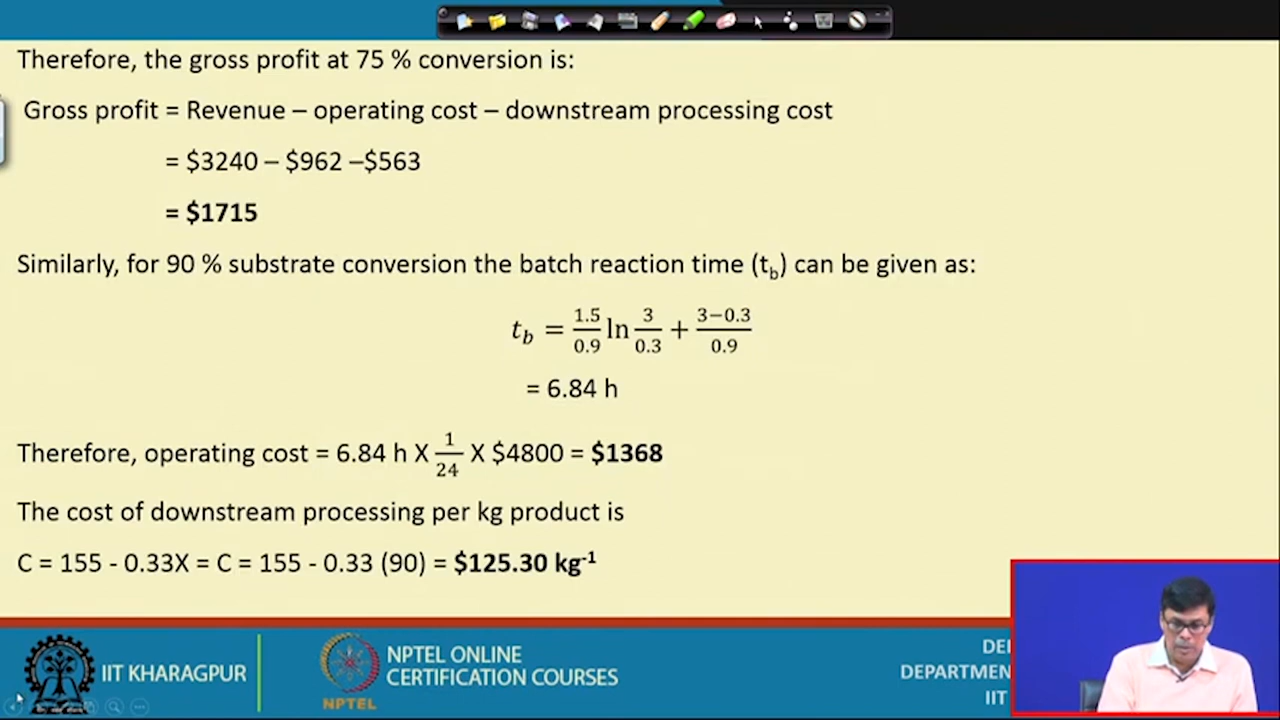 Therefore, the gross profit at 75 % conversion is:
Gross profit = Revenue – operating cost – downstream processing cost
= $3240 – $962 –$563
= $1715
Similarly, for 90 % substrate conversion the batch reaction time (t_b) can be given as:
t_b = 1.5/0.9 ln 3/0.3 + 3−0.3/0.9
= 6.84 h
Therefore, operating cost = 6.84 h X 1/24 X $4800 = $1368
The cost of downstream processing per kg product is
C = 155 - 0.33X = C = 155 - 0.33 (90) = $125.30 kg⁻¹
IIT KHARAGPUR
NPTEL
NPTEL ONLINE
CERTIFICATION COURSES
DEPARTMEN
IIT